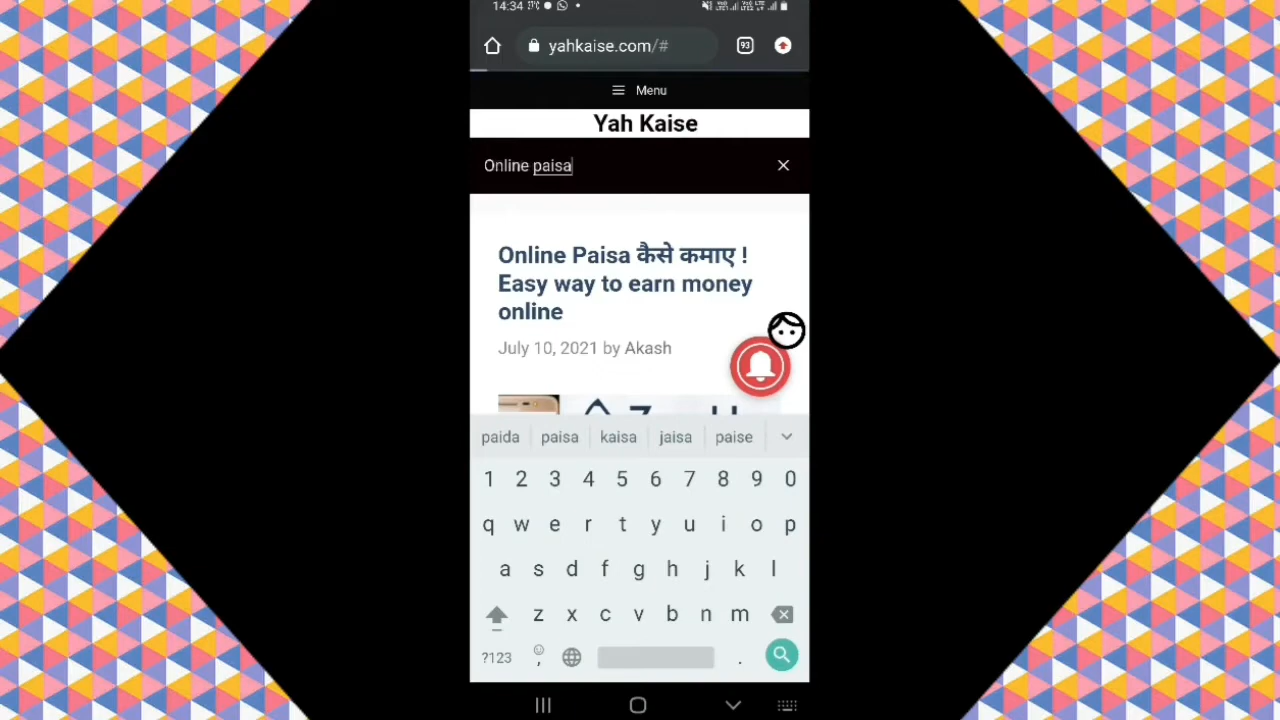 14:34
yahkaise.com/#
93
Menu
Yah Kaise
Online paisa
Online Paisa कैसे कमाए !
Easy way to earn money
online
July 10, 2021 by Akash
paida paisa kaisa jaisa paise
1 2 3 4 5 6 7 8 9 0
q w e r t y u i o p
a s d f g h j k l
z x c v b n m
?123 , .